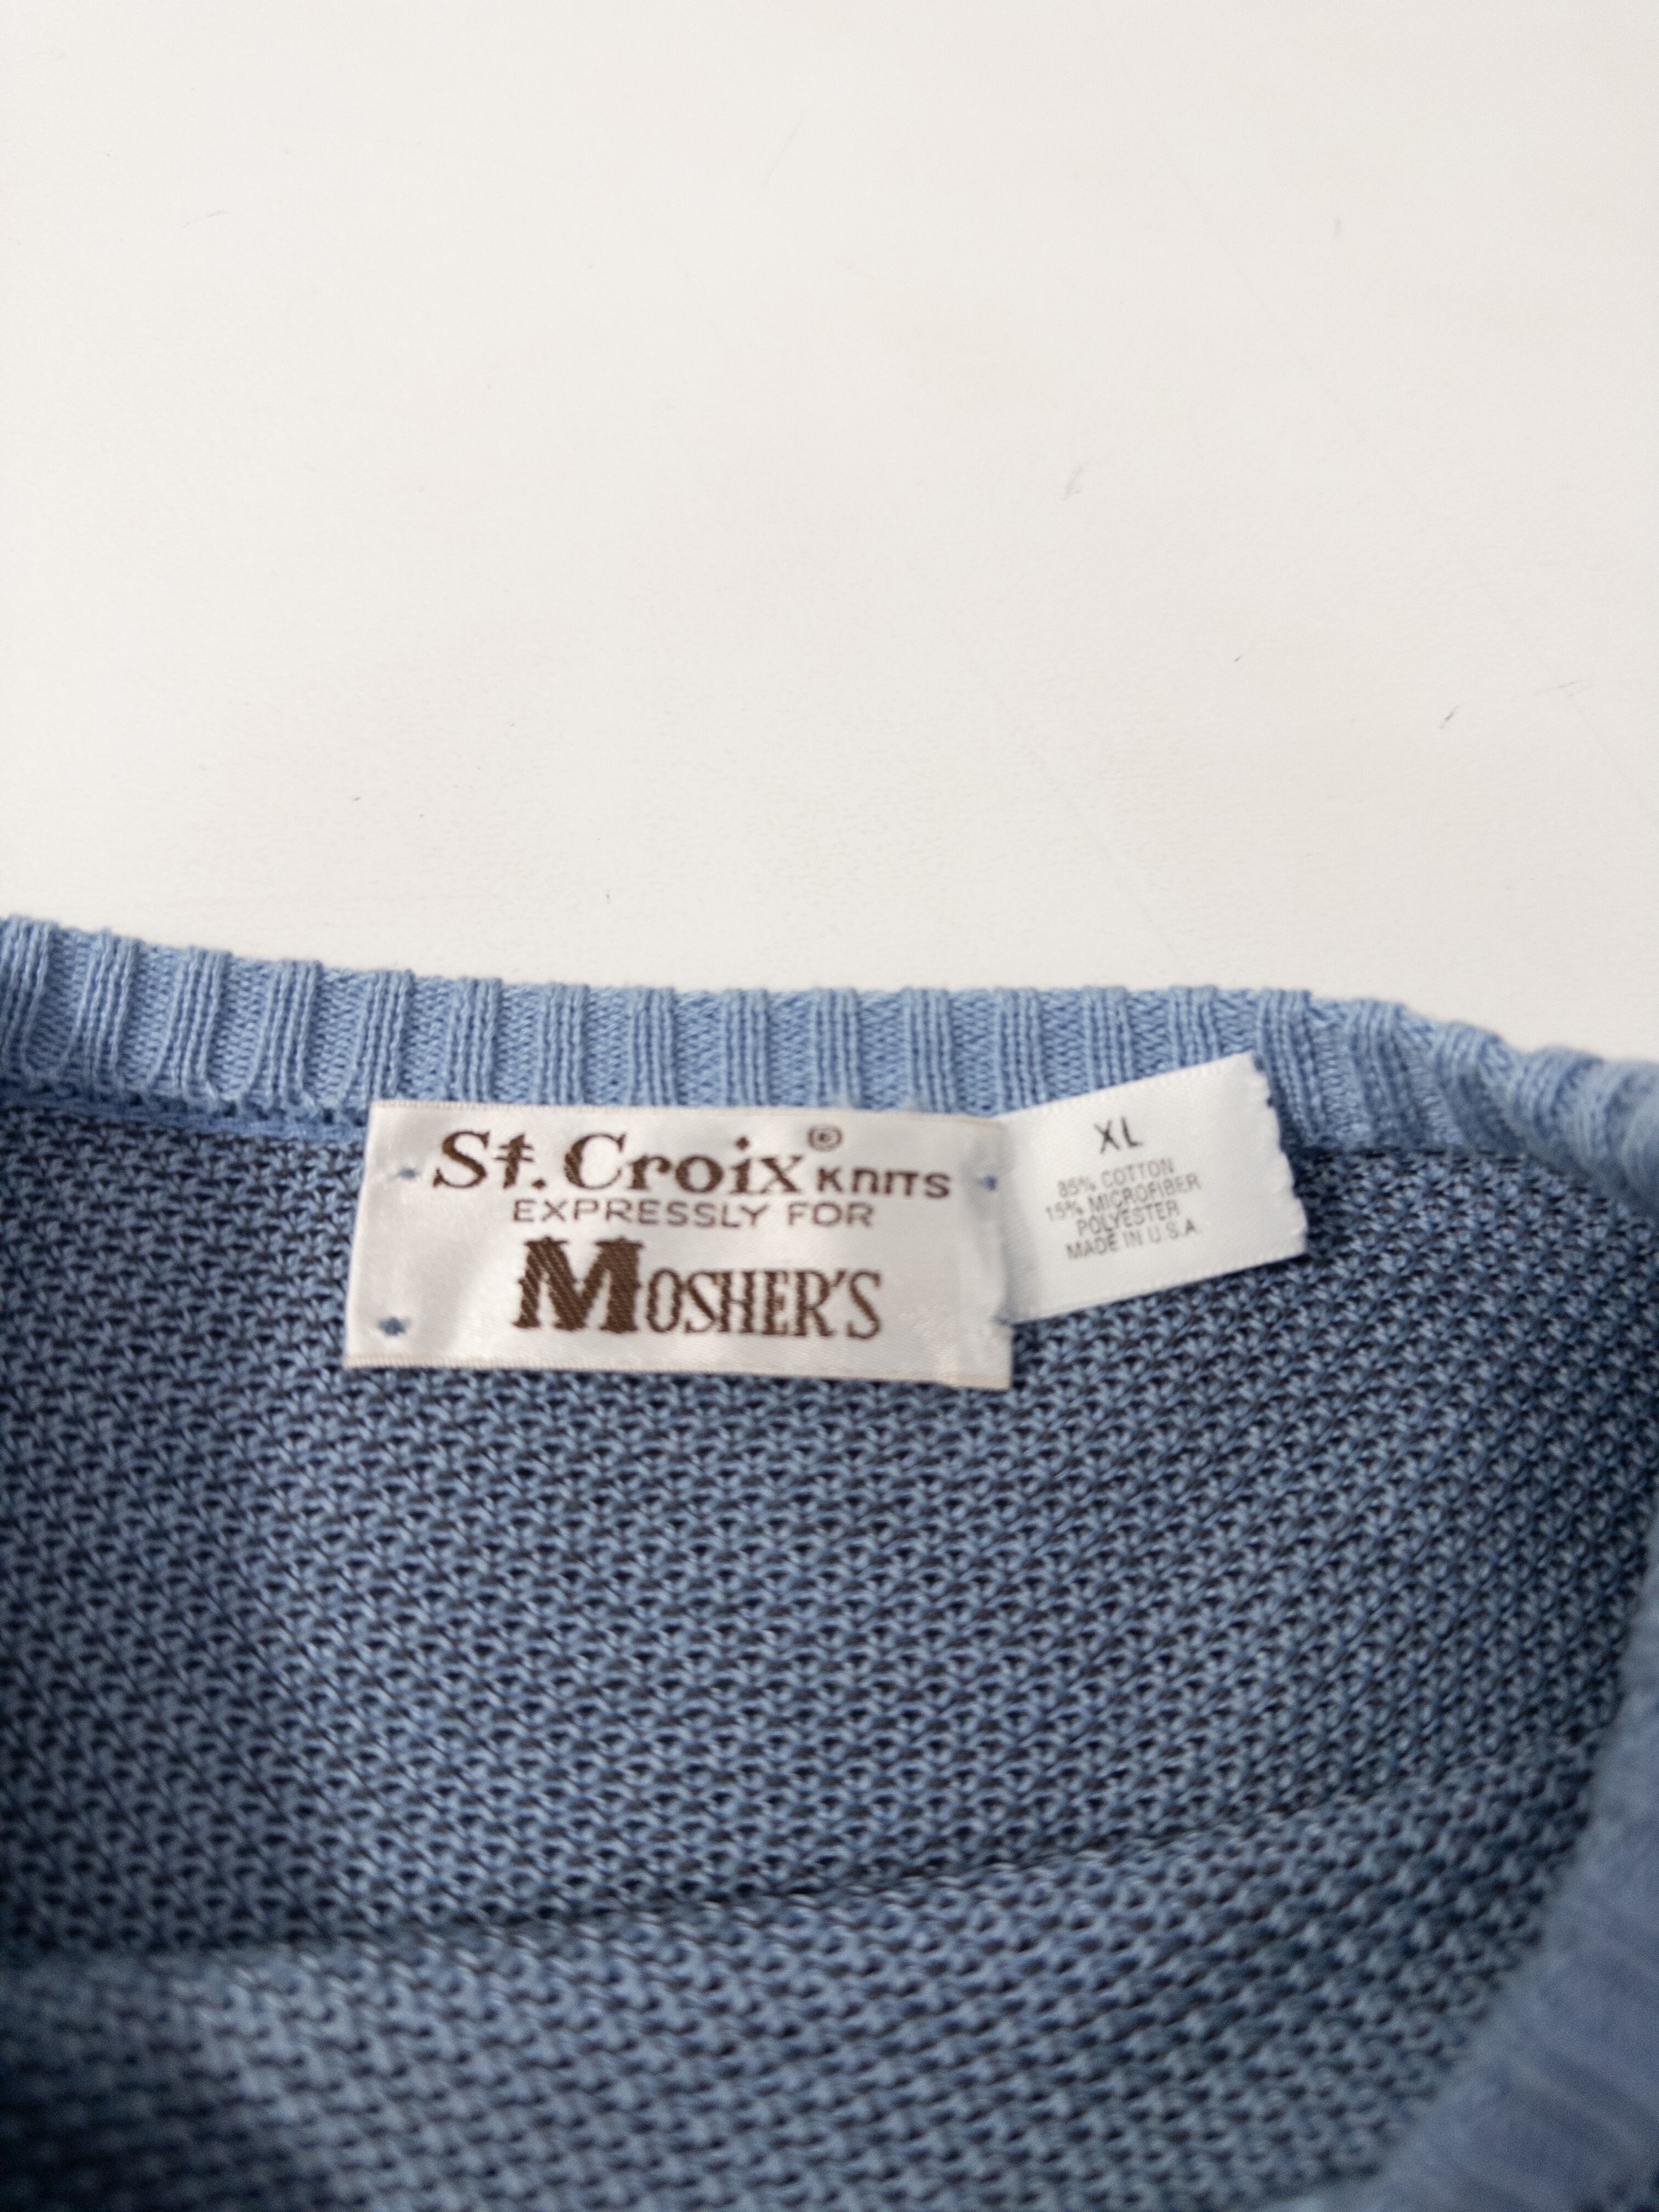 St. Croix© KNITS
EXPRESSLY FOR
MOSHER'S
XL
85% COTTON
15% MICROFIBER
POLYESTER
MADE IN U.S.A.